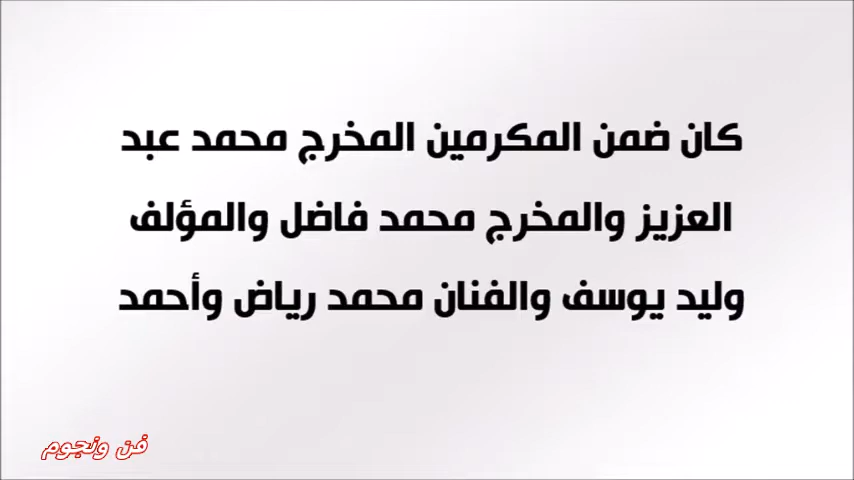 كان ضمن المكرمين المخرج محمد عبد
العزيز والمخرج محمد فاضل والمؤلف
وليد يوسف والفنان محمد رياض وأحمد
فن ونجوم